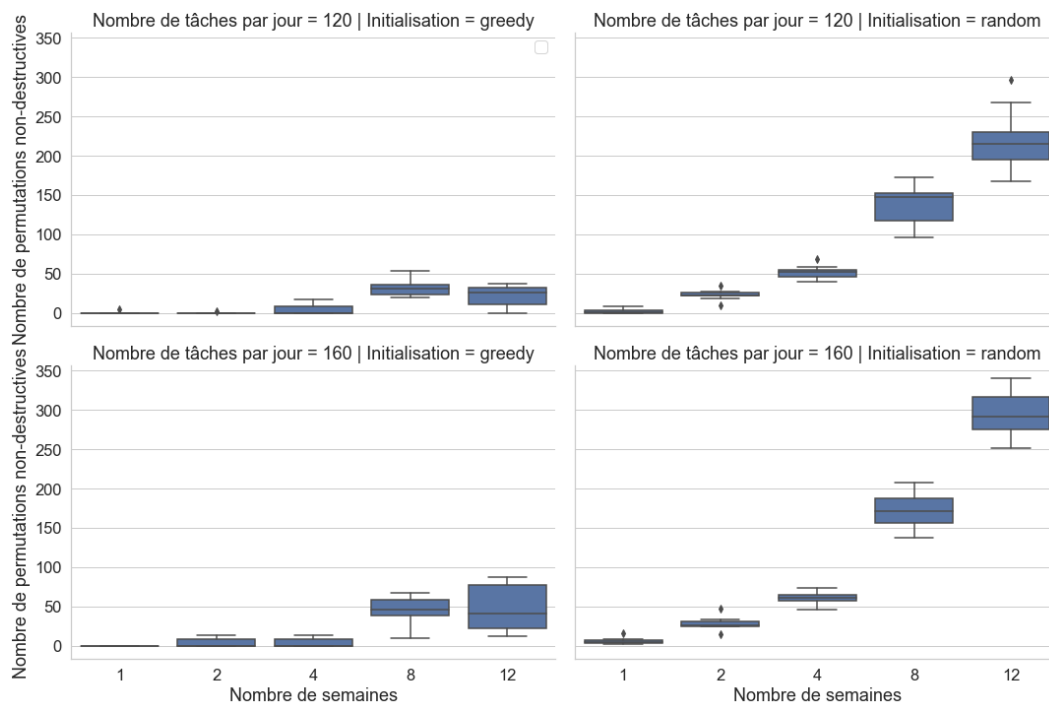 Nombre de tâches par jour = 120 | Initialisation = greedy
Nombre de tâches par jour = 120 | Initialisation = random
Nombre de permutations non-destructives
350
300
250
200
150
100
50
0
Nombre de tâches par jour = 160 | Initialisation = greedy
Nombre de tâches par jour = 160 | Initialisation = random
Nombre de permutations non-destructives
350
300
250
200
150
100
50
0
1 2 4 8 12
1 2 4 8 12
Nombre de semaines
Nombre de semaines